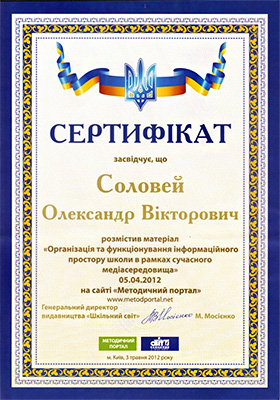 СЕРТИФІКАТ
засвідчує, що
Соловей
Олександр Вікторович
розмістив матеріал
«Організація та функціонування інформаційного
простору школи в рамках сучасного
медіасередовища»
05.04.2012
на сайті «Методичний портал»
www.metodportal.net
Генеральний директор
видавництва «Шкільний світ» М. Мосієнко
МЕТОДИЧНИЙ
ПОРТАЛ
м. Київ, 3 травня 2012 року